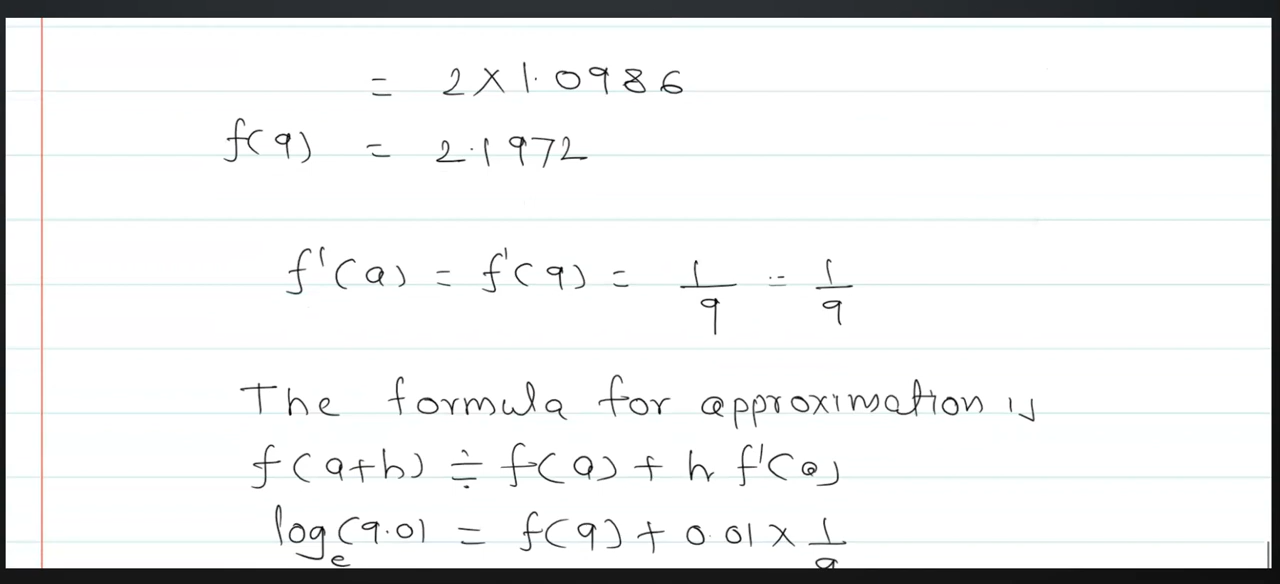 = 2 × 1.0986
f(9) = 2.1972
f'(a) = f'(9) = 1/9 = 1/9
The formula for approximation is
f(a+h) ≑ f(a) + h f'(a)
log_e(9.01) = f(9) + 0.01 × 1/9